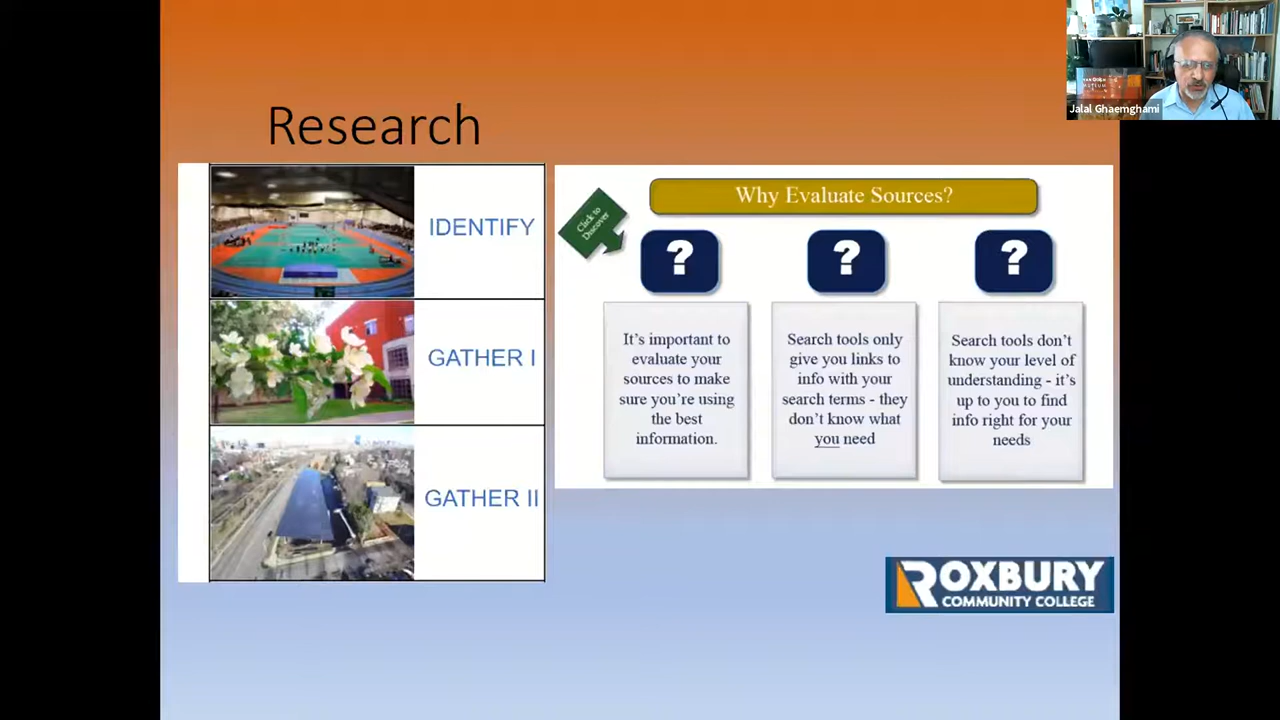 Research
IDENTIFY
GATHER I
GATHER II
Click to
Discover
Why Evaluate Sources?
?
?
?
It's important to
evaluate your
sources to make
sure you're using
the best
information.
Search tools only
give you links to
info with your
search terms - they
don't know what
you need
Search tools don't
know your level of
understanding - it's
up to you to find
info right for your
needs
ROXBURY
COMMUNITY COLLEGE
Jalal Ghaemghami